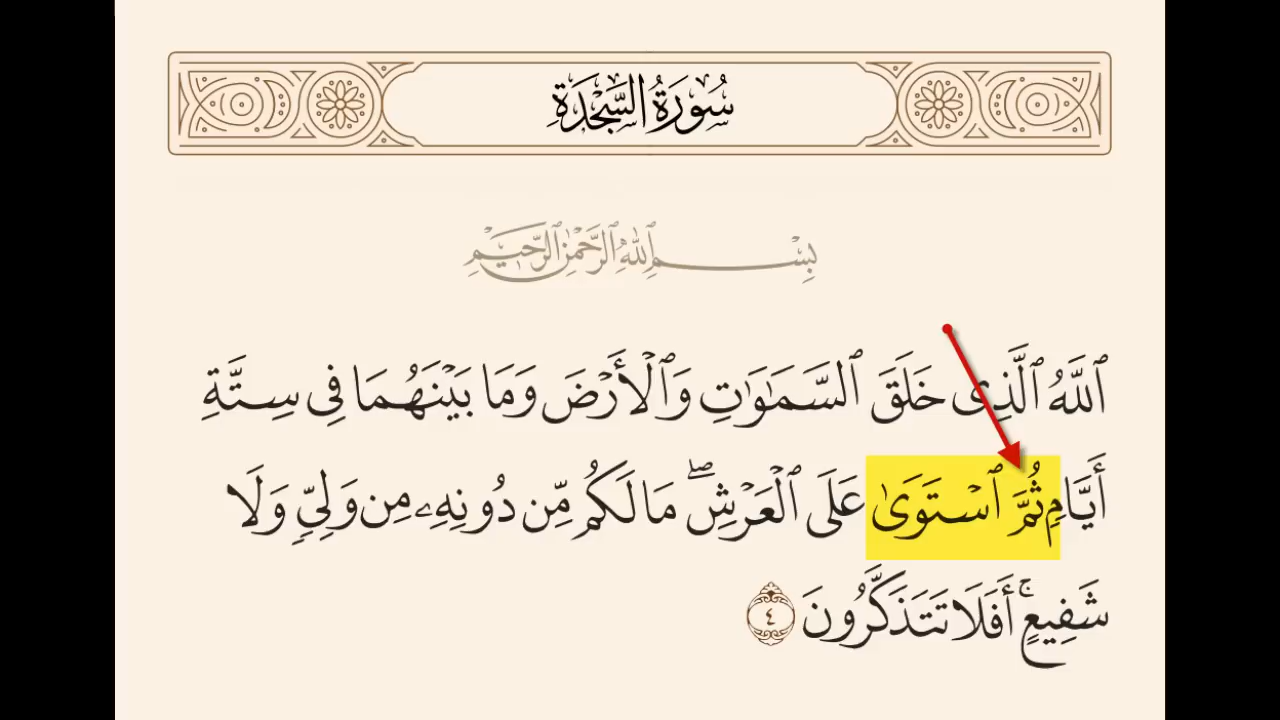 سُورَةُ السَّجْدَةِ
بِسْمِ ٱللَّهِ ٱلرَّحْمَٰنِ ٱلرَّحِيمِ
ٱللَّهُ ٱلَّذِى خَلَقَ ٱلسَّمَٰوَٰتِ وَٱلْأَرْضَ وَمَا بَيْنَهُمَا فِى سِتَّةِ
أَيَّامٍ ثُمَّ ٱسْتَوَىٰ عَلَى ٱلْعَرْشِ ۖ مَا لَكُم مِّن دُونِهِۦ مِن وَلِىٍّ وَلَا
شَفِيعٍ ۚ أَفَلَا تَتَذَكَّرُونَ ٤